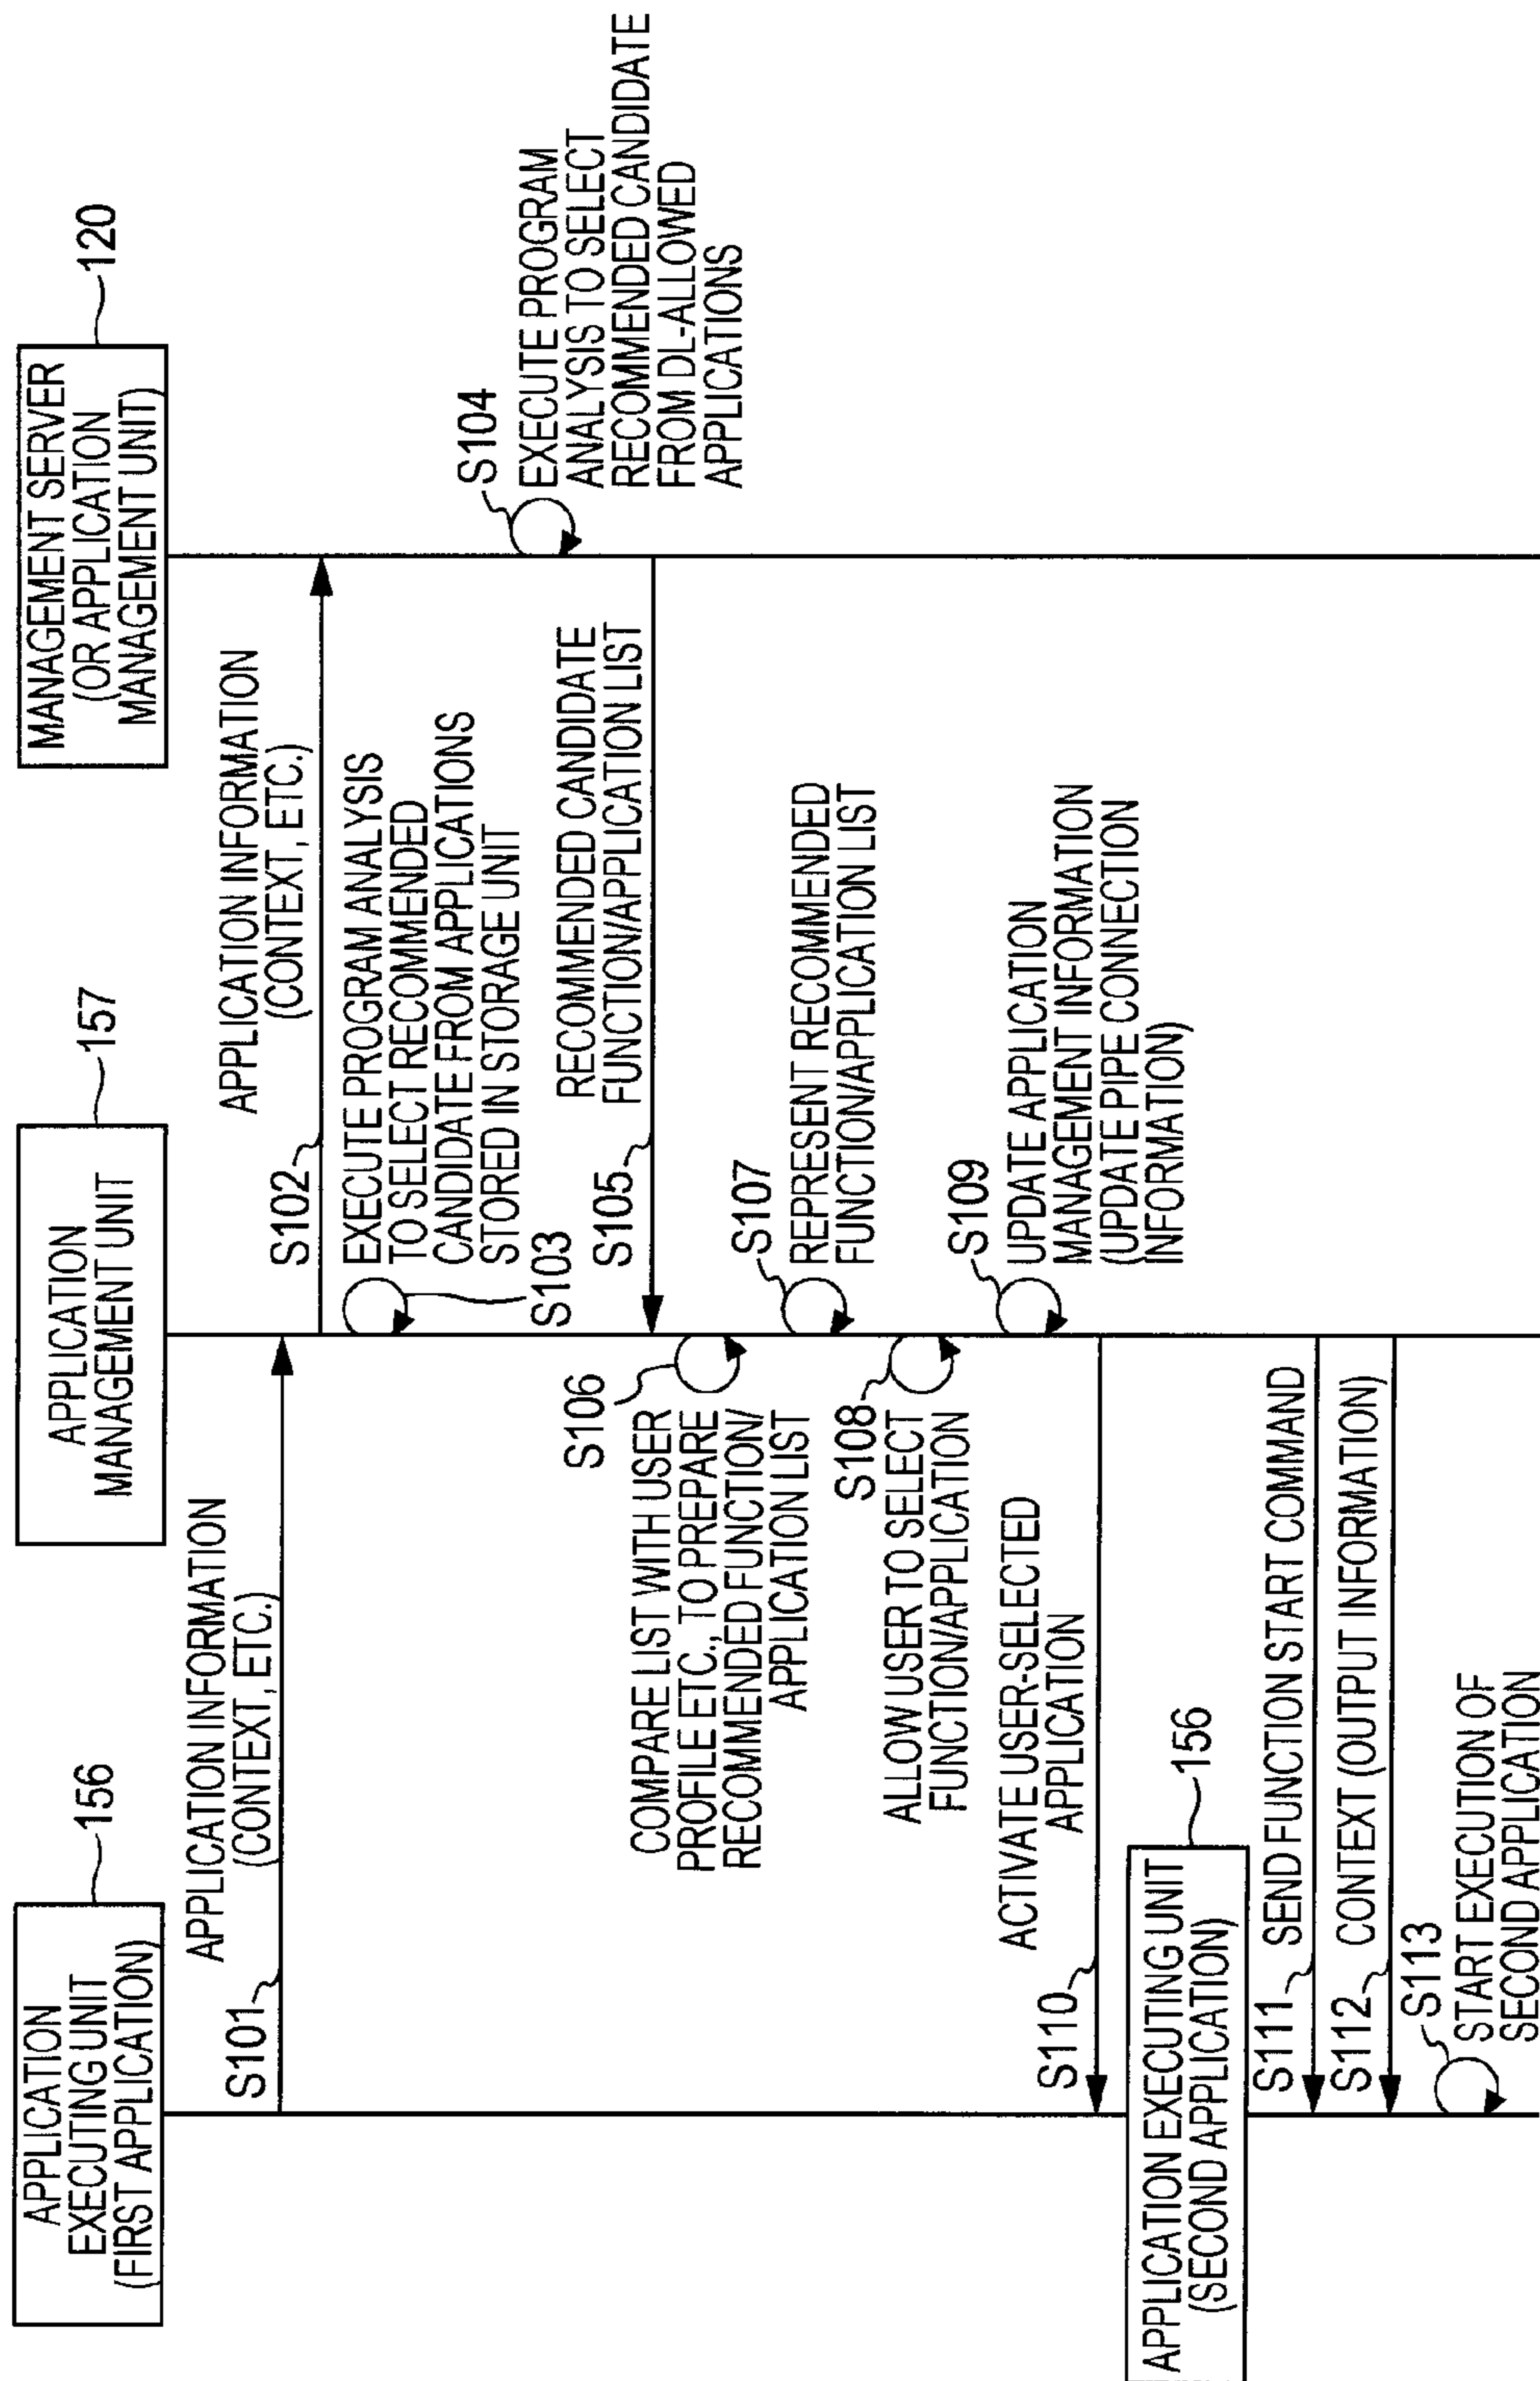 APPLICATION
EXECUTING UNIT
(FIRST APPLICATION)
156
APPLICATION
MANAGEMENT UNIT
157
MANAGEMENT SERVER
(OR APPLICATION
MANAGEMENT UNIT)
120
S101
APPLICATION INFORMATION
(CONTEXT, ETC.)
S102
APPLICATION INFORMATION
(CONTEXT, ETC.)
EXECUTE PROGRAM ANALYSIS
TO SELECT RECOMMENDED
CANDIDATE FROM APPLICATIONS
STORED IN STORAGE UNIT
S103
S104
EXECUTE PROGRAM
ANALYSIS TO SELECT
RECOMMENDED CANDIDATE
FROM DL-ALLOWED
APPLICATIONS
S105
RECOMMENDED CANDIDATE
FUNCTION/APPLICATION LIST
S106
COMPARE LIST WITH USER
PROFILE ETC., TO PREPARE
RECOMMENDED FUNCTION/
APPLICATION LIST
S107
REPRESENT RECOMMENDED
FUNCTION/APPLICATION LIST
S108
ALLOW USER TO SELECT
FUNCTION/APPLICATION
S109
UPDATE APPLICATION
MANAGEMENT INFORMATION
(UPDATE PIPE CONNECTION
INFORMATION)
S110
ACTIVATE USER-SELECTED
APPLICATION
APPLICATION EXECUTING UNIT
(SECOND APPLICATION)
156
S111
SEND FUNCTION START COMMAND
S112
CONTEXT (OUTPUT INFORMATION)
S113
START EXECUTION OF
SECOND APPLICATION